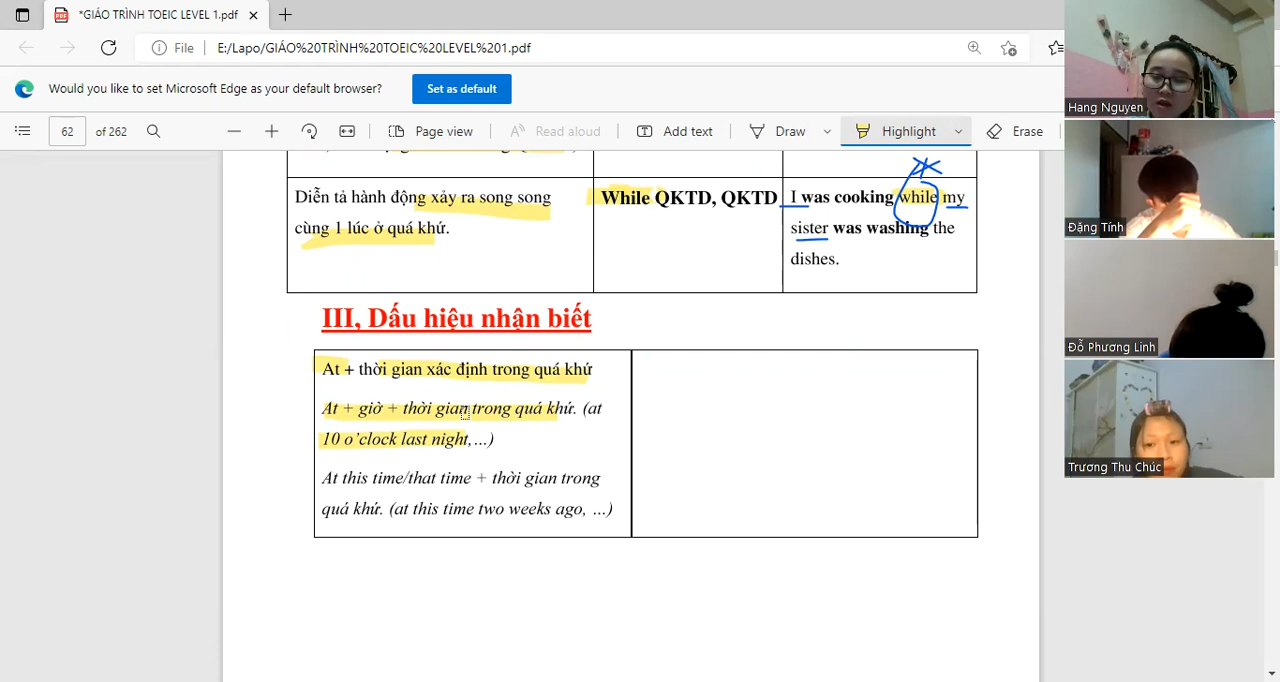 *GIÁO TRÌNH TOEIC LEVEL 1.pdf
File
E:/Lapo/GIÁO%20TRÌNH%20TOEIC%20LEVEL%201.pdf
Would you like to set Microsoft Edge as your default browser?
Set as default
62 of 262
Page view
Read aloud
Add text
Draw
Highlight
Erase
Diễn tả hành động xảy ra song song
cùng 1 lúc ở quá khứ.
While QKTD, QKTD
I was cooking while my
sister was washing the
dishes.
III, Dấu hiệu nhận biết
At + thời gian xác định trong quá khứ
At + giờ + thời gian trong quá khứ. (at
10 o’clock last night,…)
At this time/that time + thời gian trong
quá khứ. (at this time two weeks ago, …)
Hang Nguyen
Đặng Tính
Đỗ Phương Linh
Trương Thu Chúc